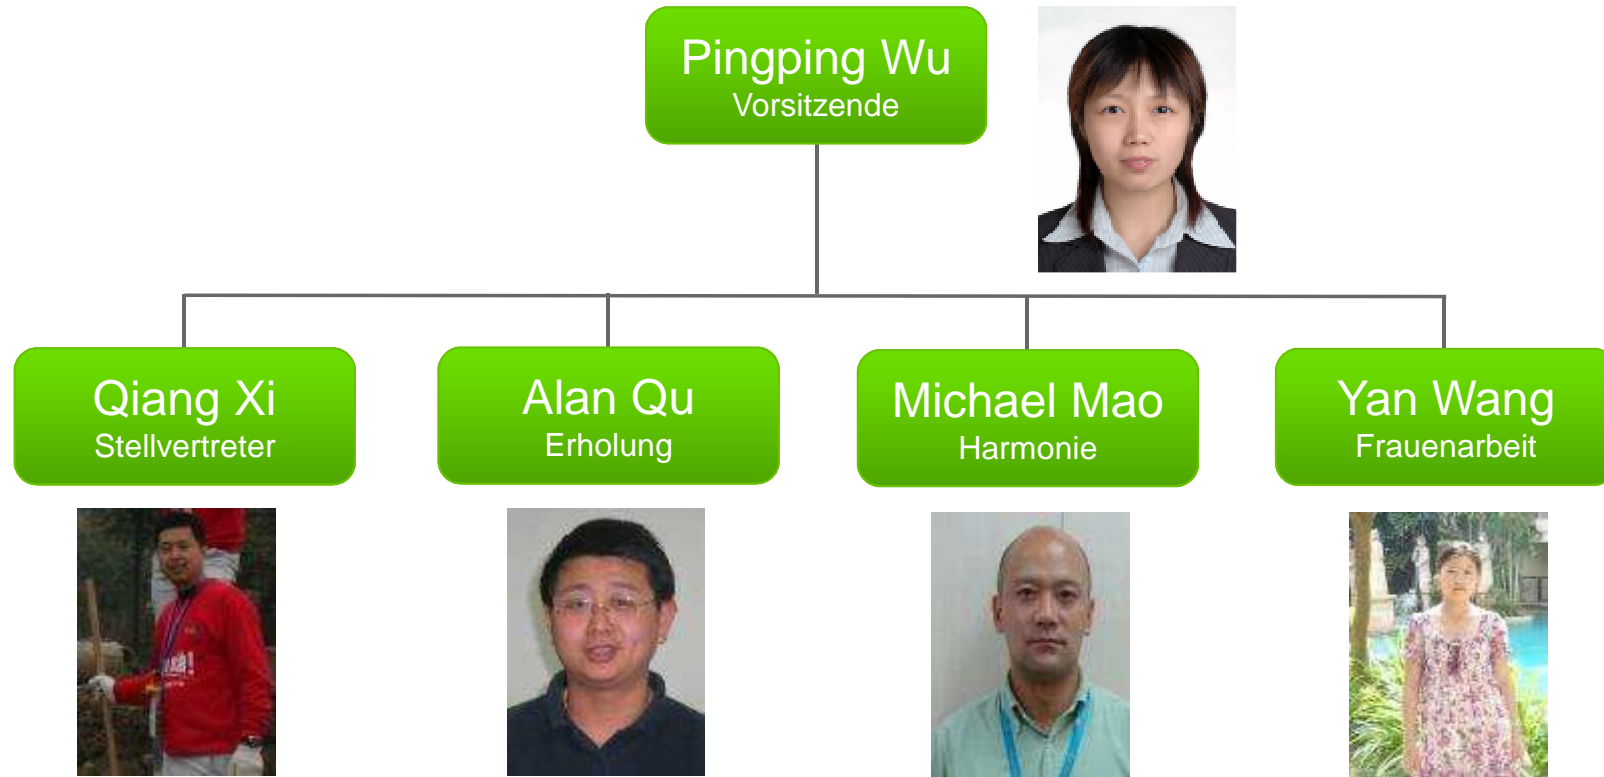 Pingping Wu
Vorsitzende
Qiang Xi
Stellvertreter
Alan Qu
Erholung
Michael Mao
Harmonie
Yan Wang
Frauenarbeit